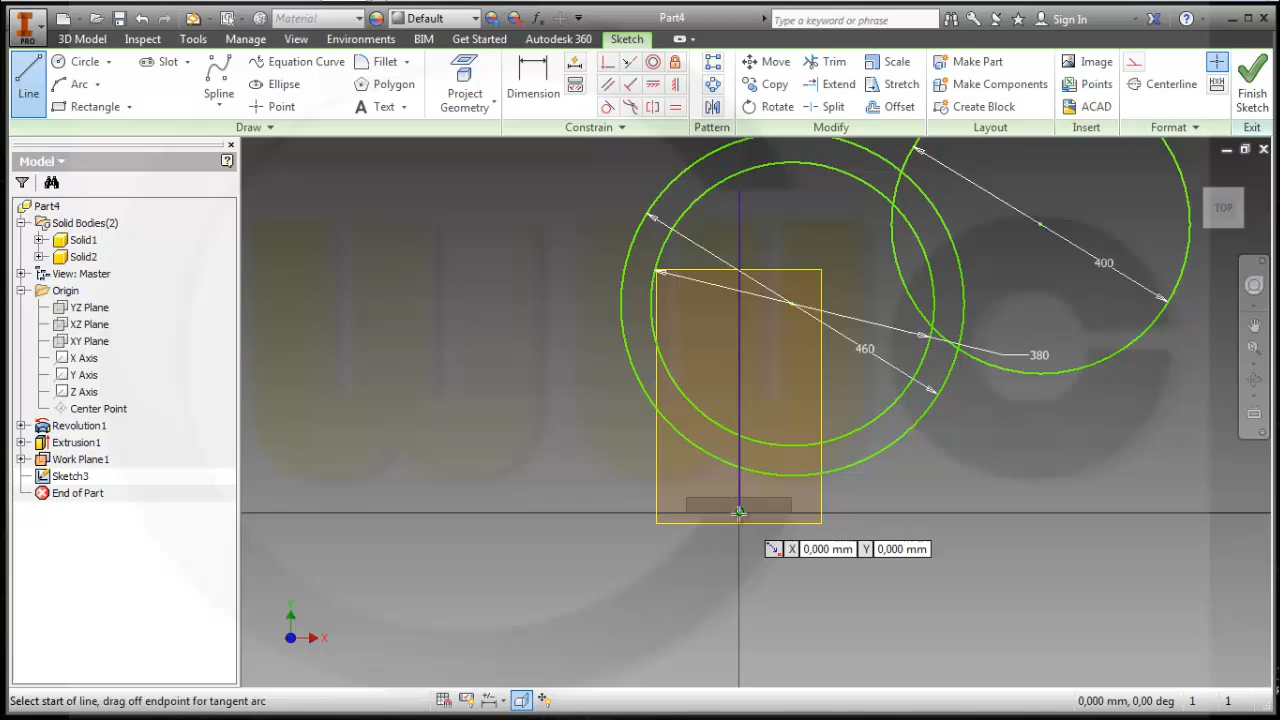 Material
Default
Part4
Type a keyword or phrase
Sign In
PRO
3D Model
Inspect
Tools
Manage
View
Environments
BIM
Get Started
Autodesk 360
Sketch
Line
Circle
Arc
Rectangle
Slot
Spline
Equation Curve
Ellipse
Point
Fillet
Polygon
Text
Project
Geometry
Dimension
Move
Copy
Rotate
Trim
Extend
Split
Scale
Stretch
Offset
Make Part
Make Components
Create Block
Image
Points
ACAD
Centerline
Finish
Sketch
Draw
Constrain
Pattern
Modify
Layout
Insert
Format
Exit
Model
Part4
Solid Bodies(2)
Solid1
Solid2
View: Master
Origin
YZ Plane
XZ Plane
XY Plane
X Axis
Y Axis
Z Axis
Center Point
Revolution1
Extrusion1
Work Plane1
Sketch3
End of Part
TOP
400
460
380
X 0,000 mm Y 0,000 mm
Y
X
Select start of line, drag off endpoint for tangent arc
0,000 mm, 0,00 deg 1 1